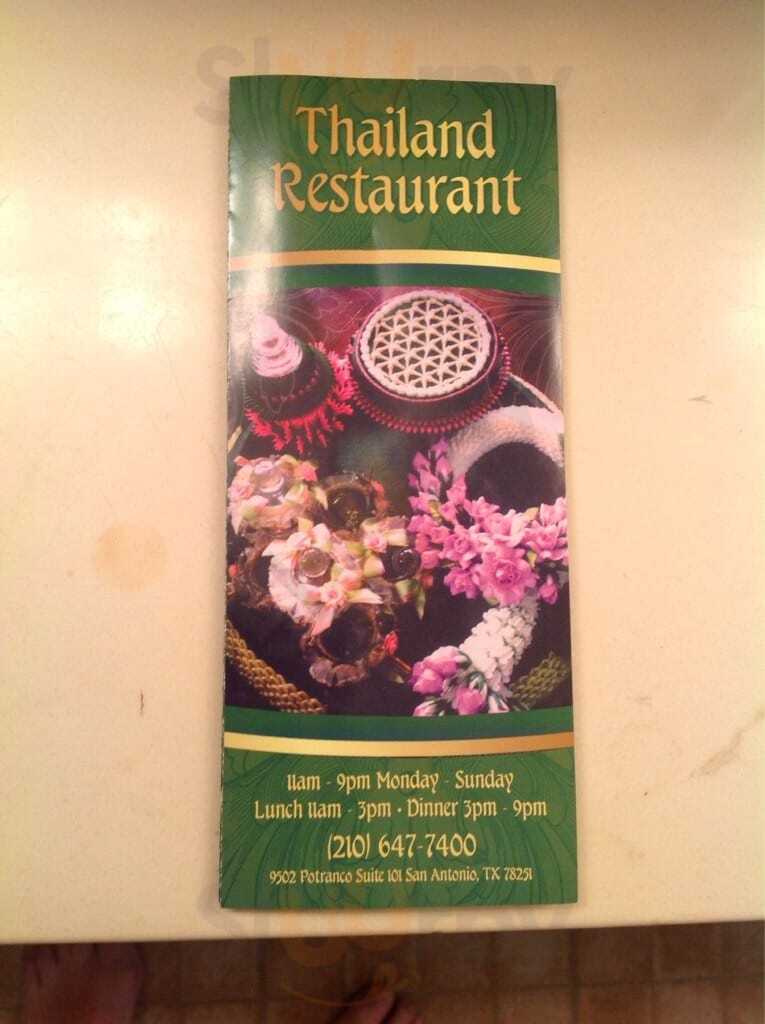 Thailand
Restaurant
11am - 9pm Monday - Sunday
Lunch 11am - 3pm • Dinner 3pm - 9pm
(210) 647-7400
9502 Potranco Suite 101 San Antonio, TX 78251